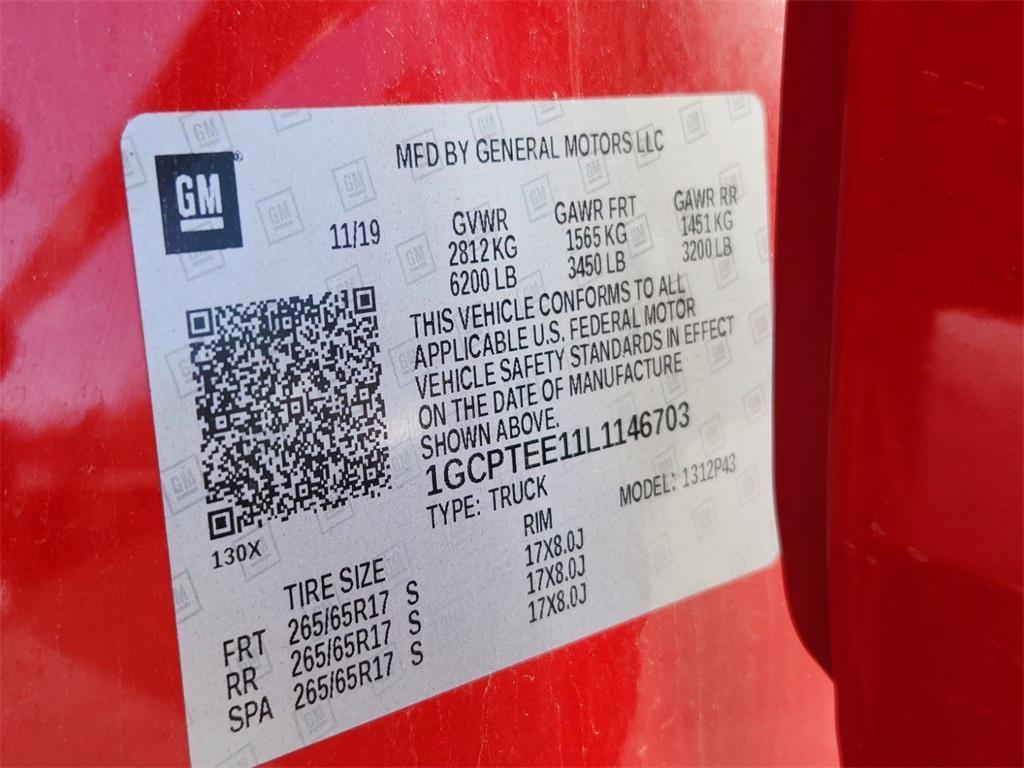 GM®
MFD BY GENERAL MOTORS LLC
11/19
GVWR GAWR FRT GAWR RR
2812 KG 1565 KG 1451 KG
6200 LB 3450 LB 3200 LB
THIS VEHICLE CONFORMS TO ALL
APPLICABLE U.S. FEDERAL MOTOR
VEHICLE SAFETY STANDARDS IN EFFECT
ON THE DATE OF MANUFACTURE
SHOWN ABOVE.
1GCPTEE11L1146703
TYPE: TRUCK MODEL: 1312P43
130X
TIRE SIZE RIM
FRT 265/65R17 S 17X8.0J
RR 265/65R17 S 17X8.0J
SPA 265/65R17 S 17X8.0J